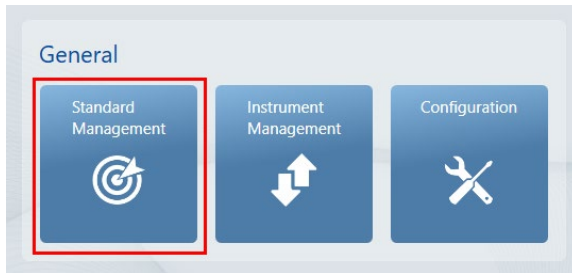 General
Standard
Management
Instrument
Management
Configuration